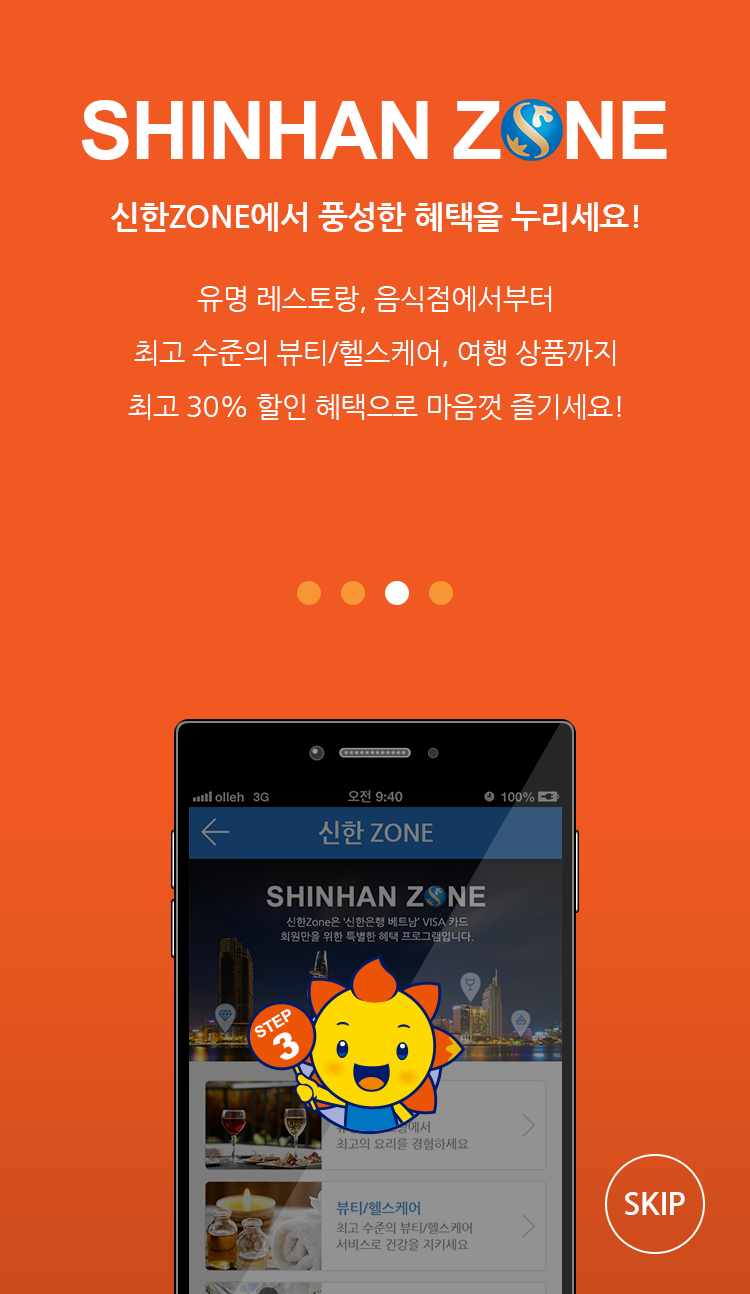 SHINHAN ZONE
신한ZONE에서 풍성한 혜택을 누리세요!
유명 레스토랑, 음식점에서부터
최고 수준의 뷰티/헬스케어, 여행 상품까지
최고 30% 할인 혜택으로 마음껏 즐기세요!
olleh 3G 오전 9:40 100%
신한 ZONE
SHINHAN ZONE
신한Zone은 '신한은행 베트남' VISA 카드
회원만을 위한 특별한 혜택 프로그램입니다.
STEP
3
최고의 요리를 경험하세요
뷰티/헬스케어
최고 수준의 뷰티/헬스케어
서비스로 건강을 지키세요
SKIP